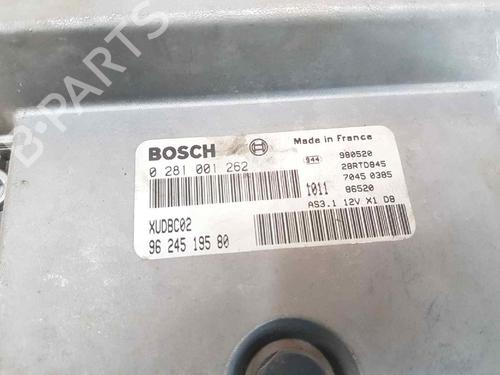 B-PARTS
BOSCH
Made in France
0 281 001 262
944
980520
28RTD845
7045 0385
1011
86520
AS3.1 12V X1 D8
XUDBC02
96 245 195 80